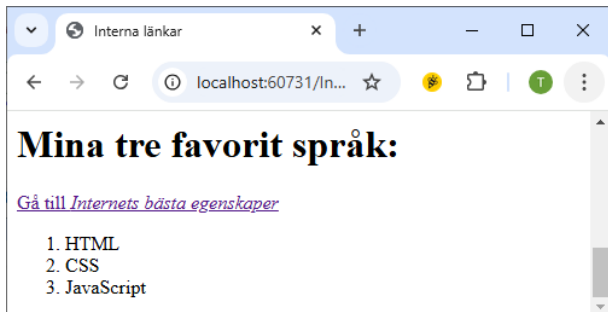 Interna länkar
localhost:60731/In...
T
Mina tre favorit språk:
Gå till Internets bästa egenskaper
1. HTML
2. CSS
3. JavaScript